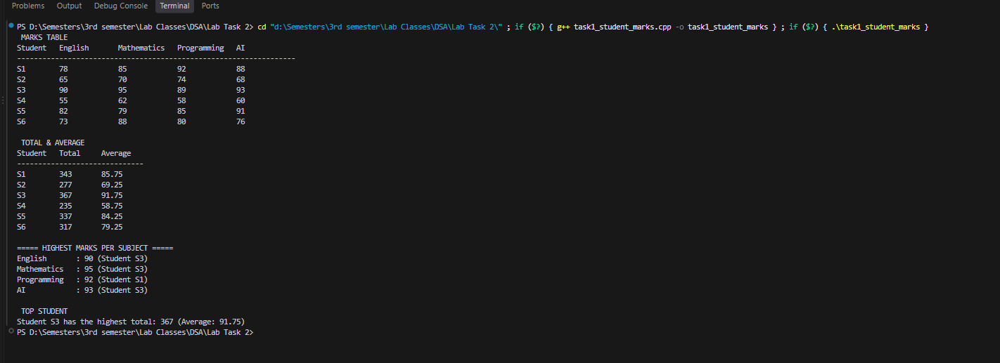 Problems Output Debug Console Terminal Ports
PS D:\Semesters\3rd semester\Lab Classes\DSA\Lab Task 2> cd "d:\Semesters\3rd semester\Lab Classes\DSA\Lab Task 2\" ; if ($?) { g++ task1_student_marks.cpp -o task1_student_marks } ; if ($?) { .\task1_student_marks }
 MARKS TABLE
Student   English       Mathematics   Programming   AI
------------------------------------------------------------------
S1        78            85            92            88
S2        65            70            74            68
S3        90            95            89            93
S4        55            62            58            60
S5        82            79            85            91
S6        73            88            80            76

 TOTAL & AVERAGE
Student   Total     Average
------------------------------
S1        343       85.75
S2        277       69.25
S3        367       91.75
S4        235       58.75
S5        337       84.25
S6        317       79.25

===== HIGHEST MARKS PER SUBJECT =====
English       : 90 (Student S3)
Mathematics   : 95 (Student S3)
Programming   : 92 (Student S1)
AI            : 93 (Student S3)

 TOP STUDENT
Student S3 has the highest total: 367 (Average: 91.75)
PS D:\Semesters\3rd semester\Lab Classes\DSA\Lab Task 2>